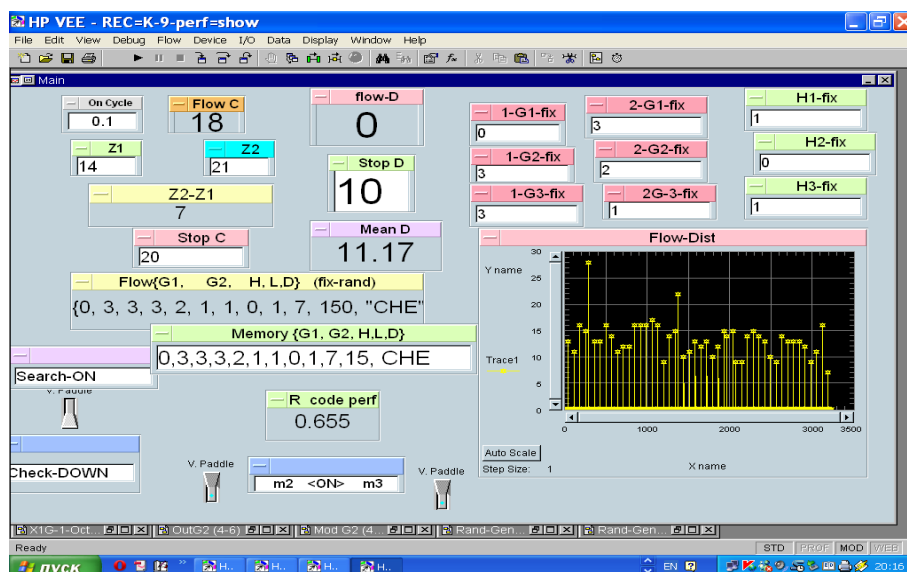 HP VEE - REC=K-9-perf=show
File Edit View Debug Flow Device I/O Data Display Window Help
Main
On Cycle
0.1
Flow C
18
flow-D
0
1-G1-fix
0
2-G1-fix
3
H1-fix
1
Z1
14
Z2
21
Stop D
10
1-G2-fix
3
2-G2-fix
2
H2-fix
0
Z2-Z1
7
1-G3-fix
3
2G-3-fix
1
H3-fix
1
Stop C
20
Mean D
11.17
Flow{G1, G2, H, L,D} (fix-rand)
{0, 3, 3, 3, 2, 1, 1, 0, 1, 7, 150, "CHE"
Memory {G1, G2, H,L,D}
0,3,3,3,2,1,1,0,1,7,15, CHE
Search-ON
V. Paddle
R code perf
0.655
Check-DOWN
V. Paddle
m2 <ON> m3
V. Paddle
Flow-Dist
Y name
30
25
20
15
10
5
0
Trace1
0 1000 2000 3000 3500
Auto Scale
Step Size: 1
X name
X1G-1-Oct... OutG2 (4-6) Mod G2 (4... Rand-Gen... Rand-Gen...
Ready
STD PROF MOD WEB
пуск
H.. H.. H.. H..
EN
20:16